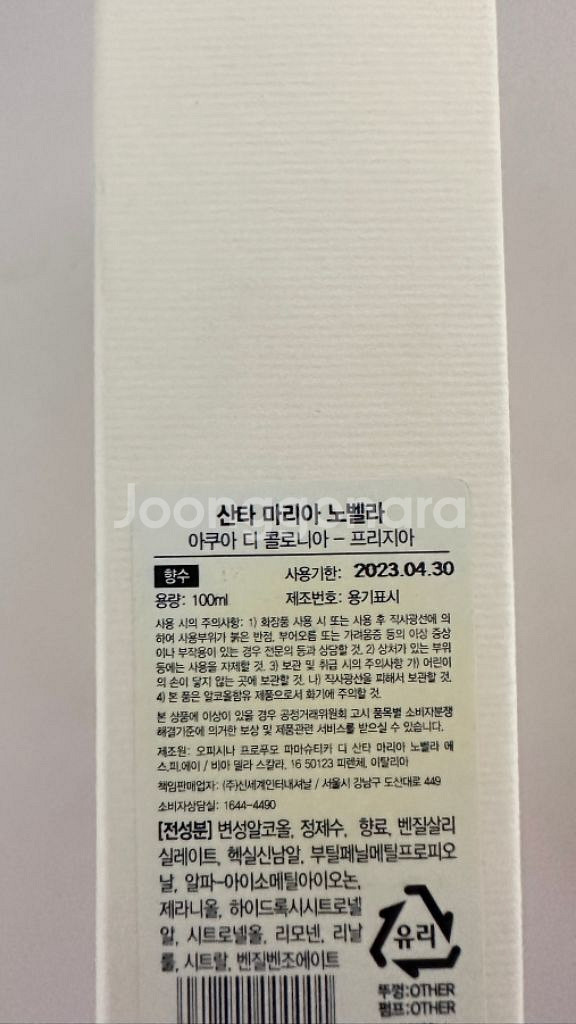 Joonggonara
산타 마리아 노벨라
아쿠아 디 콜로니아 - 프리지아
향수 사용기한: 2023.04.30
용량: 100ml 제조번호: 용기표시
사용 시의 주의사항: 1) 화장품 사용 시 또는 사용 후 직사광선에 의
하여 사용부위가 붉은 반점, 부어오름 또는 가려움증 등의 이상 증상
이나 부작용이 있는 경우 전문의 등과 상담할 것. 2) 상처가 있는 부위
등에는 사용을 자제할 것. 3) 보관 및 취급 시의 주의사항 가) 어린이
의 손이 닿지 않는 곳에 보관할 것. 나) 직사광선을 피해서 보관할 것.
4) 본 품은 알코올함유 제품으로서 화기에 주의할 것.
본 상품에 이상이 있을 경우 공정거래위원회 고시 품목별 소비자분쟁
해결기준에 의거한 보상 및 제품관련 서비스를 받으실 수 있습니다.
제조원: 오피시나 프로푸모 파마슈티카 디 산타 마리아 노벨라 에
스.피.에이 / 비아 델라 스칼라, 16 50123 피렌체, 이탈리아
책임판매업자: (주)신세계인터내셔날 / 서울시 강남구 도산대로 449
소비자상담실: 1644-4490
[전성분] 변성알코올, 정제수, 향료, 벤질살리
실레이트, 헥실신남알, 부틸페닐메틸프로피오
날, 알파-아이소메틸아이오논,
제라니올, 하이드록시시트로넬
알, 시트로넬올, 리모넨, 리날
룰, 시트랄, 벤질벤조에이트
유리
뚜껑:OTHER
펌프:OTHER